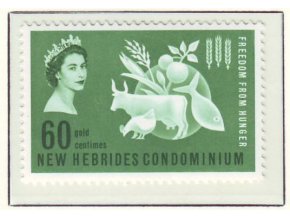 FREEDOM FROM HUNGER
60 gold
centimes
NEW HEBRIDES CONDOMINIUM